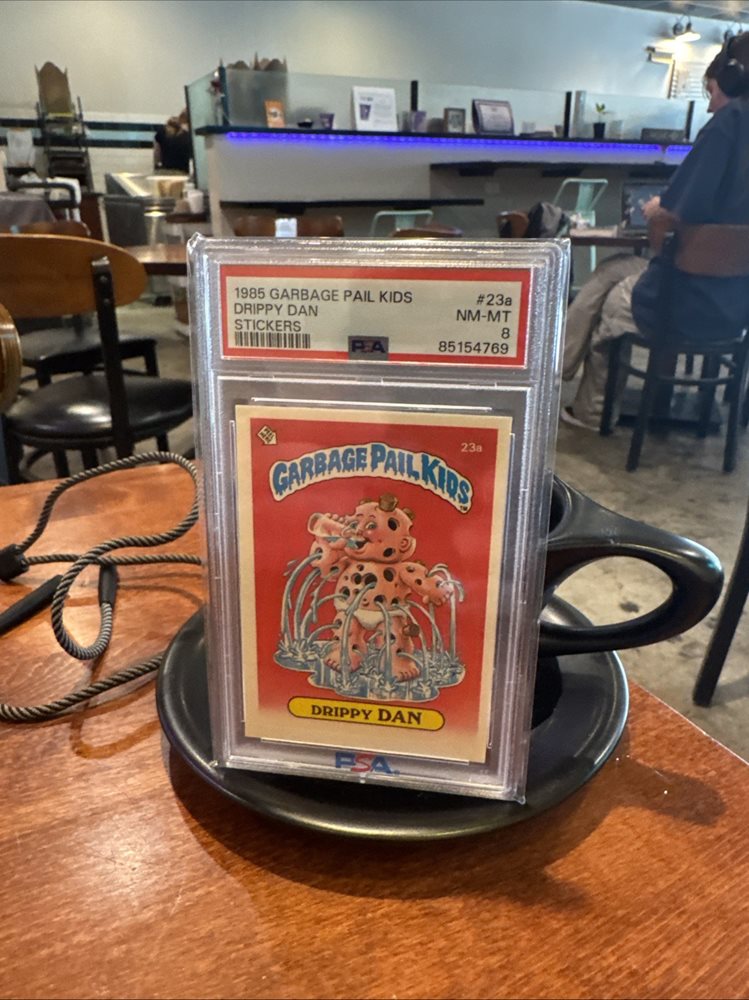 1985 GARBAGE PAIL KIDS #23a
DRIPPY DAN NM-MT
STICKERS 8
PSA 85154769
23a
GARBAGE PAIL KIDS
TM
DRIPPY DAN
PSA